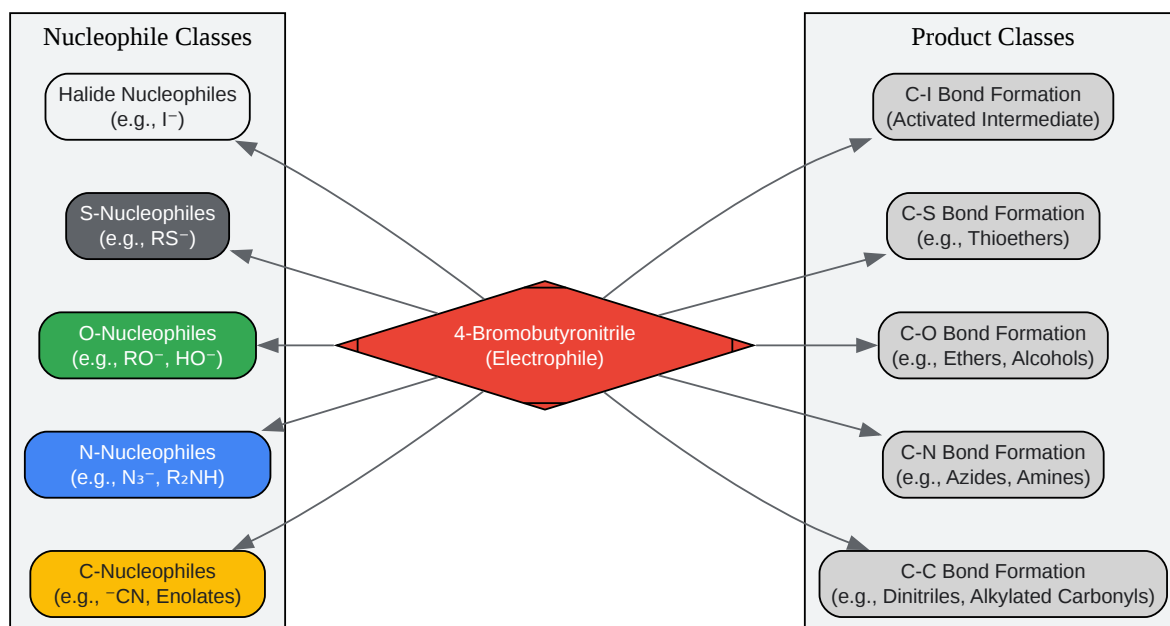 Nucleophile Classes
Halide Nucleophiles
(e.g., I⁻)
S-Nucleophiles
(e.g., RS⁻)
O-Nucleophiles
(e.g., RO⁻, HO⁻)
N-Nucleophiles
(e.g., N₃⁻, R₂NH)
C-Nucleophiles
(e.g., ⁻CN, Enolates)
4-Bromobutyronitrile
(Electrophile)
Product Classes
C-I Bond Formation
(Activated Intermediate)
C-S Bond Formation
(e.g., Thioethers)
C-O Bond Formation
(e.g., Ethers, Alcohols)
C-N Bond Formation
(e.g., Azides, Amines)
C-C Bond Formation
(e.g., Dinitriles, Alkylated Carbonyls)